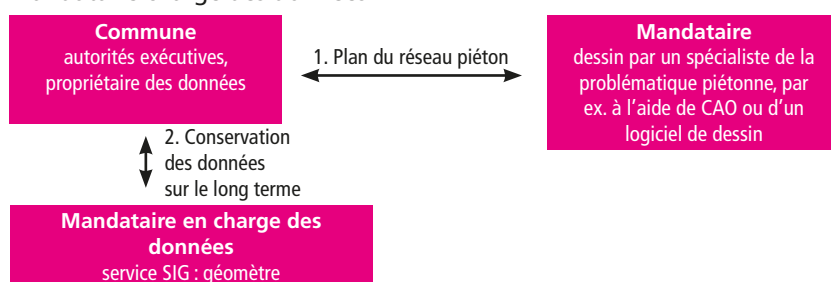 Commune
autorités exécutives,
propriétaire des données
1. Plan du réseau piéton
Mandataire
dessin par un spécialiste de la
problématique piétonne, par
ex. à l’aide de CAO ou d’un
logiciel de dessin
2. Conservation
des données
sur le long terme
Mandataire en charge des
données
service SIG : géomètre